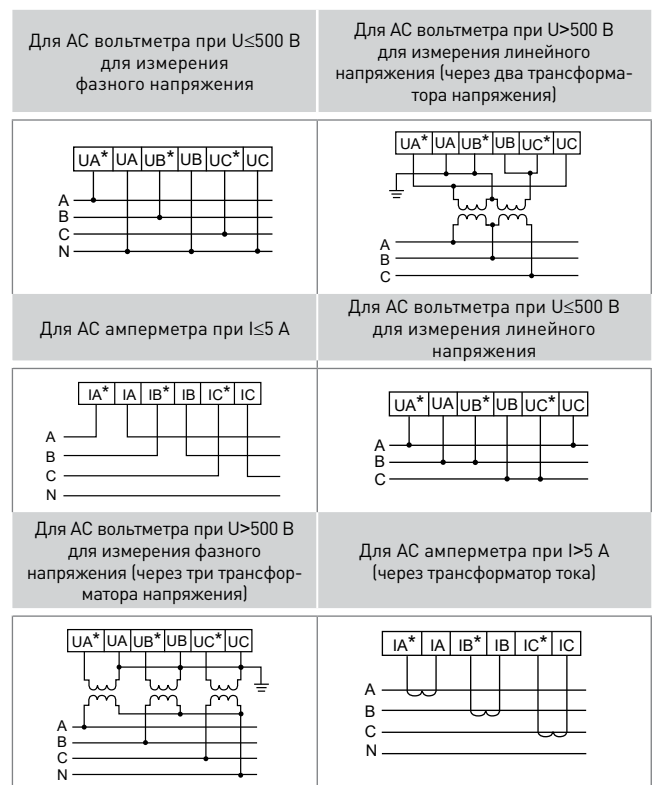 Для АС вольтметра при U≤500 В
для измерения
фазного напряжения
Для АС вольтметра при U>500 В
для измерения линейного
напряжения (через два трансформа-
тора напряжения)
UA* UA UB* UB UC* UC
A
B
C
N
UA* UA UB* UB UC* UC
A
B
C
Для АС амперметра при I≤5 А
Для АС вольтметра при U≤500 В
для измерения линейного
напряжения
IA* IA IB* IB IC* IC
A
B
C
N
UA* UA UB* UB UC* UC
A
B
C
Для АС вольтметра при U>500 В
для измерения фазного
напряжения (через три трансфор-
матора напряжения)
Для АС амперметра при I>5 А
(через трансформатор тока)
UA* UA UB* UB UC* UC
A
B
C
N
IA* IA IB* IB IC* IC
A
B
C
N